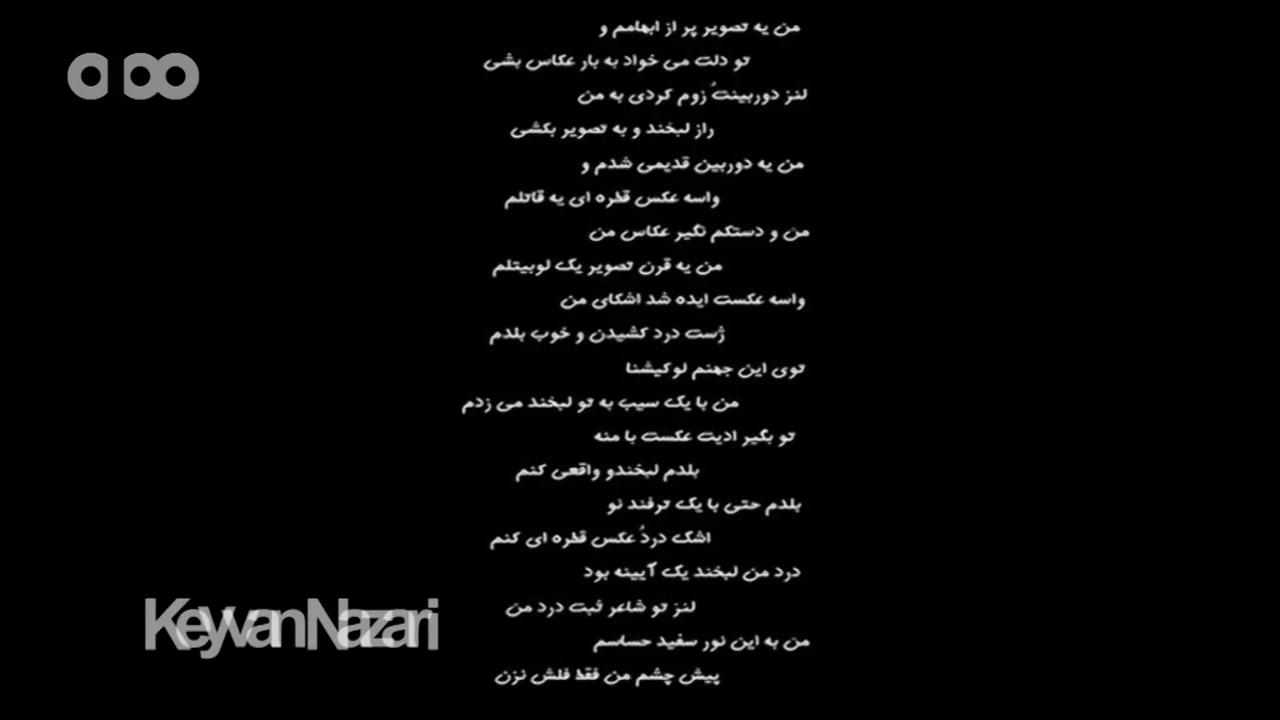 من یه تصویر پر از ابهامم و
تو دلت می خواد به بار عکاس بشی
لنز دوربینتُ زوم کردی به من
راز لبخند و به تصویر بکشی
من یه دوربین قدیمی شدم و
واسه عکس قطره ای یه قاتلم
من و دستکم نگیر عکاس من
من یه قرن تصویر یک لوبیتلم
واسه عکست ایده شد اشکای من
ژست درد کشیدن و خوب بلدم
توی این جهنم لوکیشنا
من با یک سیب به تو لبخند می زدم
تو بگیر ادیت عکست با منه
بلدم لبخندو واقعی کنم
بلدم حتی با یک ترفند نو
اشک دردُ عکس قطره ای کنم
درد من لبخند یک آیینه بود
لنز تو شاعر ثبت درد من
من به این نور سفید حساسم
پیش چشم من فقط فلش نزن
KeyvanNazari